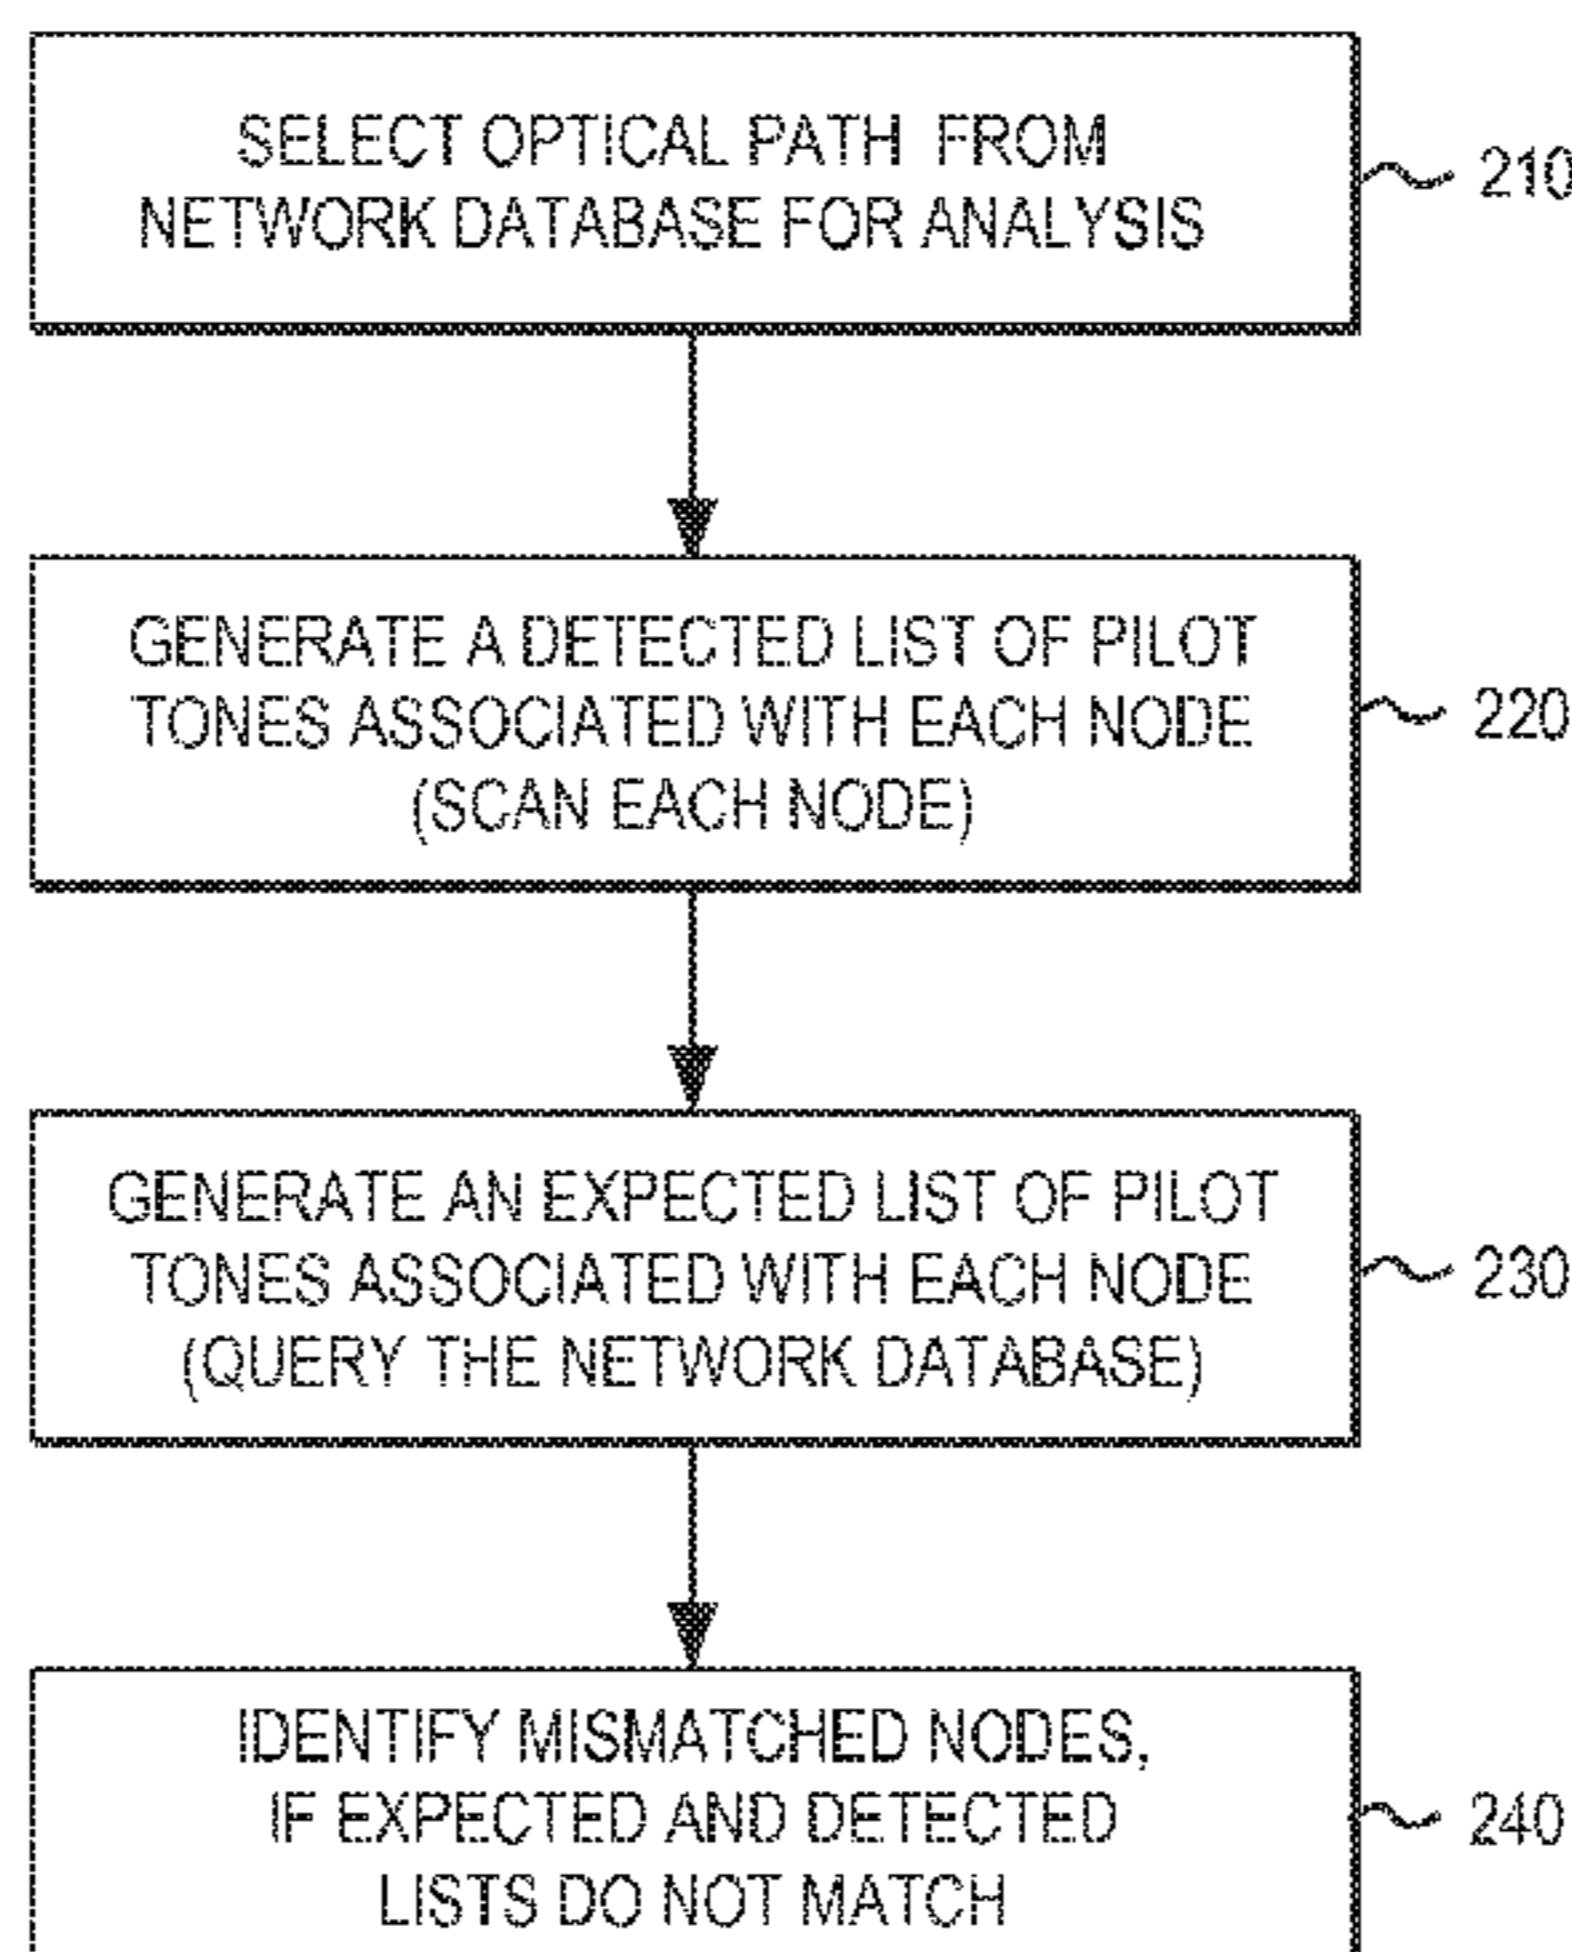 SELECT OPTICAL PATH FROM
NETWORK DATABASE FOR ANALYSIS
210
GENERATE A DETECTED LIST OF PILOT
TONES ASSOCIATED WITH EACH NODE
(SCAN EACH NODE)
220
GENERATE AN EXPECTED LIST OF PILOT
TONES ASSOCIATED WITH EACH NODE
(QUERY THE NETWORK DATABASE)
230
IDENTIFY MISMATCHED NODES,
IF EXPECTED AND DETECTED
LISTS DO NOT MATCH
240